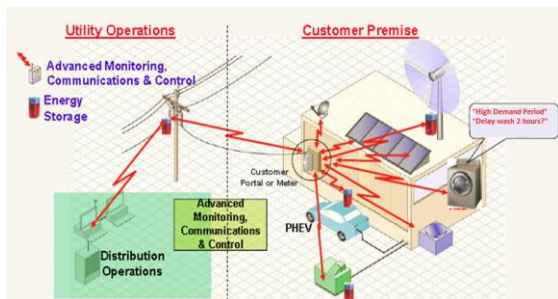 Utility Operations
Customer Premise
Advanced Monitoring,
Communications & Control
Energy
Storage
"High Demand Period"
"Delay wash 2 hours?"
Customer
Portal or Meter
Advanced
Monitoring,
Communications
& Control
PHEV
Distribution
Operations